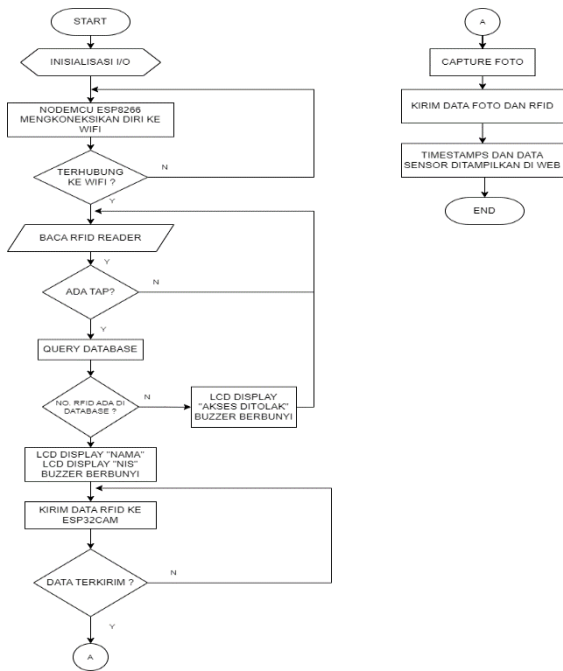 START
INISIALISASI I/O
NODEMCU ESP8266
MENGKONEKSIKAN DIRI KE
WIFI
TERHUBUNG
KE WIFI ?
N
Y
BACA RFID READER
Y
ADA TAP?
N
Y
QUERY DATABASE
NO. RFID ADA DI
DATABASE ?
N
LCD DISPLAY
"AKSES DITOLAK"
BUZZER BERBUNYI
Y
LCD DISPLAY "NAMA"
LCD DISPLAY "NIS"
BUZZER BERBUNYI
KIRIM DATA RFID KE
ESP32CAM
DATA TERKIRIM ?
N
Y
A
A
CAPTURE FOTO
KIRIM DATA FOTO DAN RFID
TIMESTAMPS DAN DATA
SENSOR DITAMPILKAN DI WEB
END